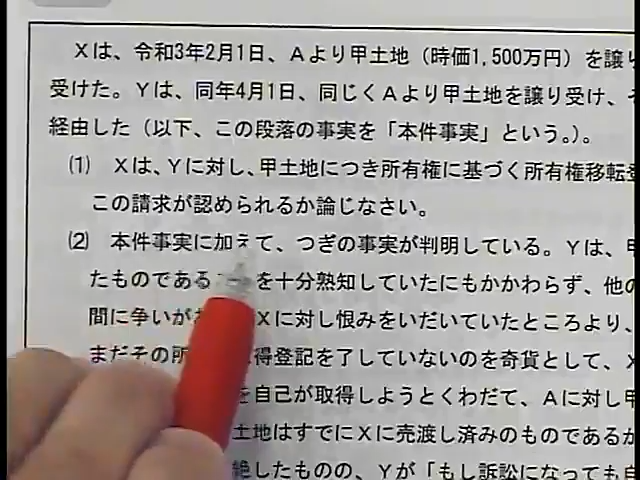 Xは、令和3年2月1日、Aより甲土地（時価1,500万円）を譲り
受けた。Yは、同年4月1日、同じくAより甲土地を譲り受け、
経由した（以下、この段落の事実を「本件事実」という。）。
(1) Xは、Yに対し、甲土地につき所有権に基づく所有権移転
この請求が認められるか論じなさい。
(2) 本件事実に加えて、つぎの事実が判明している。Yは、
たものである を十分熟知していたにもかかわらず、他の
間に争いが Xに対し恨みをいだいていたところより、
まだその所 得登記を了していないのを奇貨として、
を自己が取得しようとくわだて、Aに対し甲
土地はすでにXに売渡し済みのものである
絶したものの、Yが「もし訴訟になっても